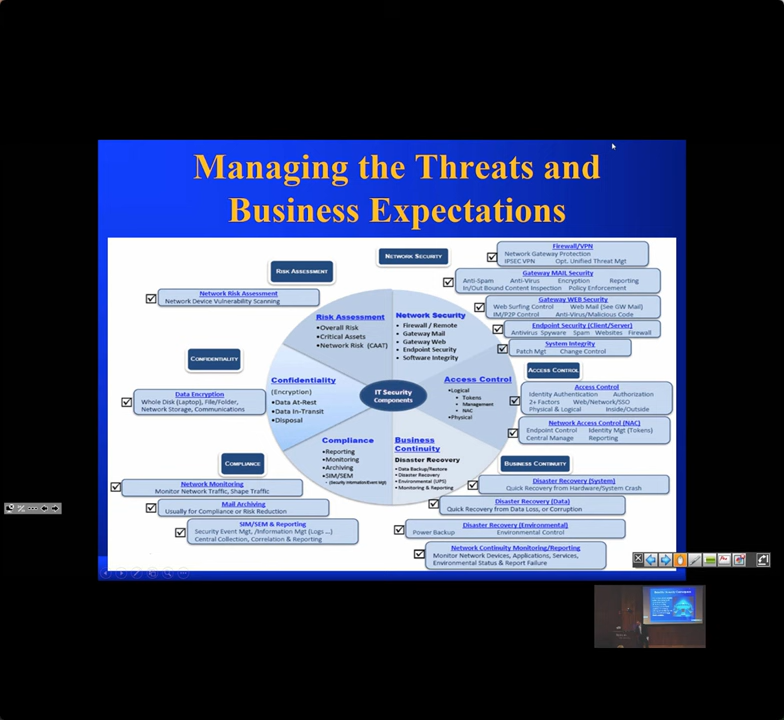 Managing the Threats and
Business Expectations
NETWORK SECURITY
RISK ASSESSMENT
Firewall/VPN
Network Gateway Protection
IPSEC VPN Opt. Unified Threat Mgt
Gateway MAIL Security
Anti-Spam Anti-Virus Encryption Reporting
In/Out Bound Content Inspection Policy Enforcement
Network Risk Assessment
Network Device Vulnerability Scanning
Gateway WEB Security
Web Surfing Control Web Mail (See GW Mail)
IM/P2P Control Anti-Virus/Malicious Code
Endpoint Security (Client/Server)
Antivirus Spyware Spam Websites Firewall
System Integrity
Patch Mgt Change Control
Risk Assessment
•Overall Risk
•Critical Assets
•Network Risk (CAAT)
Network Security
• Firewall / Remote
• Gateway Mail
• Gateway Web
• Endpoint Security
• Software Integrity
CONFIDENTIALITY
ACCESS CONTROL
Confidentiality
(Encryption)
•Data At-Rest
•Data In-Transit
•Disposal
IT Security
Components
Access Control
•Logical
• Tokens
• Management
• NAC
•Physical
Data Encryption
Whole Disk (Laptop), File/Folder,
Network Storage, Communications
Access Control
Identity Authentication Authorization
2+ Factors Web/Network/SSO
Physical & Logical Inside/Outside
Network Access Control (NAC)
Endpoint Control Identity Mgt (Tokens)
Central Manage Reporting
Compliance
•Reporting
•Monitoring
•Archiving
•SIM/SEM
• (Security Information/Event Mgt)
Business
Continuity
Disaster Recovery
• Data Backup/Restore
• Disaster Recovery
• Environmental (UPS)
• Monitoring & Reporting
COMPLIANCE
BUSINESS CONTINUITY
Network Monitoring
Monitor Network Traffic, Shape Traffic
Disaster Recovery (System)
Quick Recovery from Hardware/System Crash
Mail Archiving
Usually for Compliance or Risk Reduction
Disaster Recovery (Data)
Quick Recovery from Data Loss, or Corruption
SIM/SEM & Reporting
Security Event Mgt, /Information Mgt (Logs ...)
Central Collection, Correlation & Reporting
Disaster Recovery (Environmental)
Power Backup Environmental Control
Network Continuity Monitoring/Reporting
Monitor Network Devices, Applications, Services,
Environmental Status & Report Failure